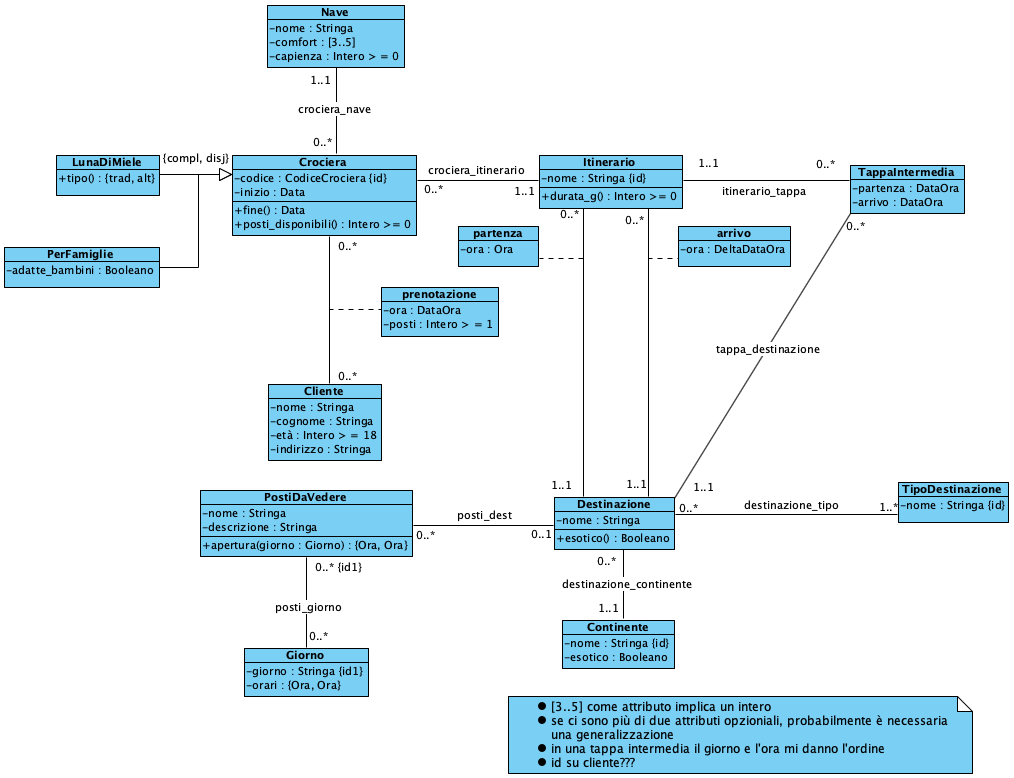 Nave
-nome : Stringa
-comfort : [3..5]
-capienza : Intero > = 0
1..1
crociera_nave
0..*
LunaDiMiele
+tipo() : {trad, alt}
{compl, disj}
Crociera
-codice : CodiceCrociera {id}
-inizio : Data
+fine() : Data
+posti_disponibili() : Intero >= 0
crociera_itinerario
0..*
1..1
Itinerario
-nome : Stringa {id}
+durata_g() : Intero >= 0
1..1
0..*
itinerario_tappa
TappaIntermedia
-partenza : DataOra
-arrivo : DataOra
PerFamiglie
-adatte_bambini : Booleano
0..*
0..*
0..*
0..*
partenza
-ora : Ora
arrivo
-ora : DeltaDataOra
prenotazione
-ora : DataOra
-posti : Intero > = 1
tappa_destinazione
0..*
Cliente
-nome : Stringa
-cognome : Stringa
-età : Intero > = 18
-indirizzo : Stringa
1..1
1..1
1..1
PostiDaVedere
-nome : Stringa
-descrizione : Stringa
+apertura(giorno : Giorno) : {Ora, Ora}
posti_dest
0..*
0..1
Destinazione
-nome : Stringa
+esotico() : Booleano
destinazione_tipo
0..*
1..*
TipoDestinazione
-nome : Stringa {id}
0..* {id1}
posti_giorno
0..*
0..*
destinazione_continente
1..1
Giorno
-giorno : Stringa {id1}
-orari : {Ora, Ora}
Continente
-nome : Stringa {id}
-esotico : Booleano
● [3..5] come attributo implica un intero
● se ci sono più di due attributi opzioniali, probabilmente è necessaria
una generalizzazione
● in una tappa intermedia il giorno e l'ora mi danno l'ordine
● id su cliente???